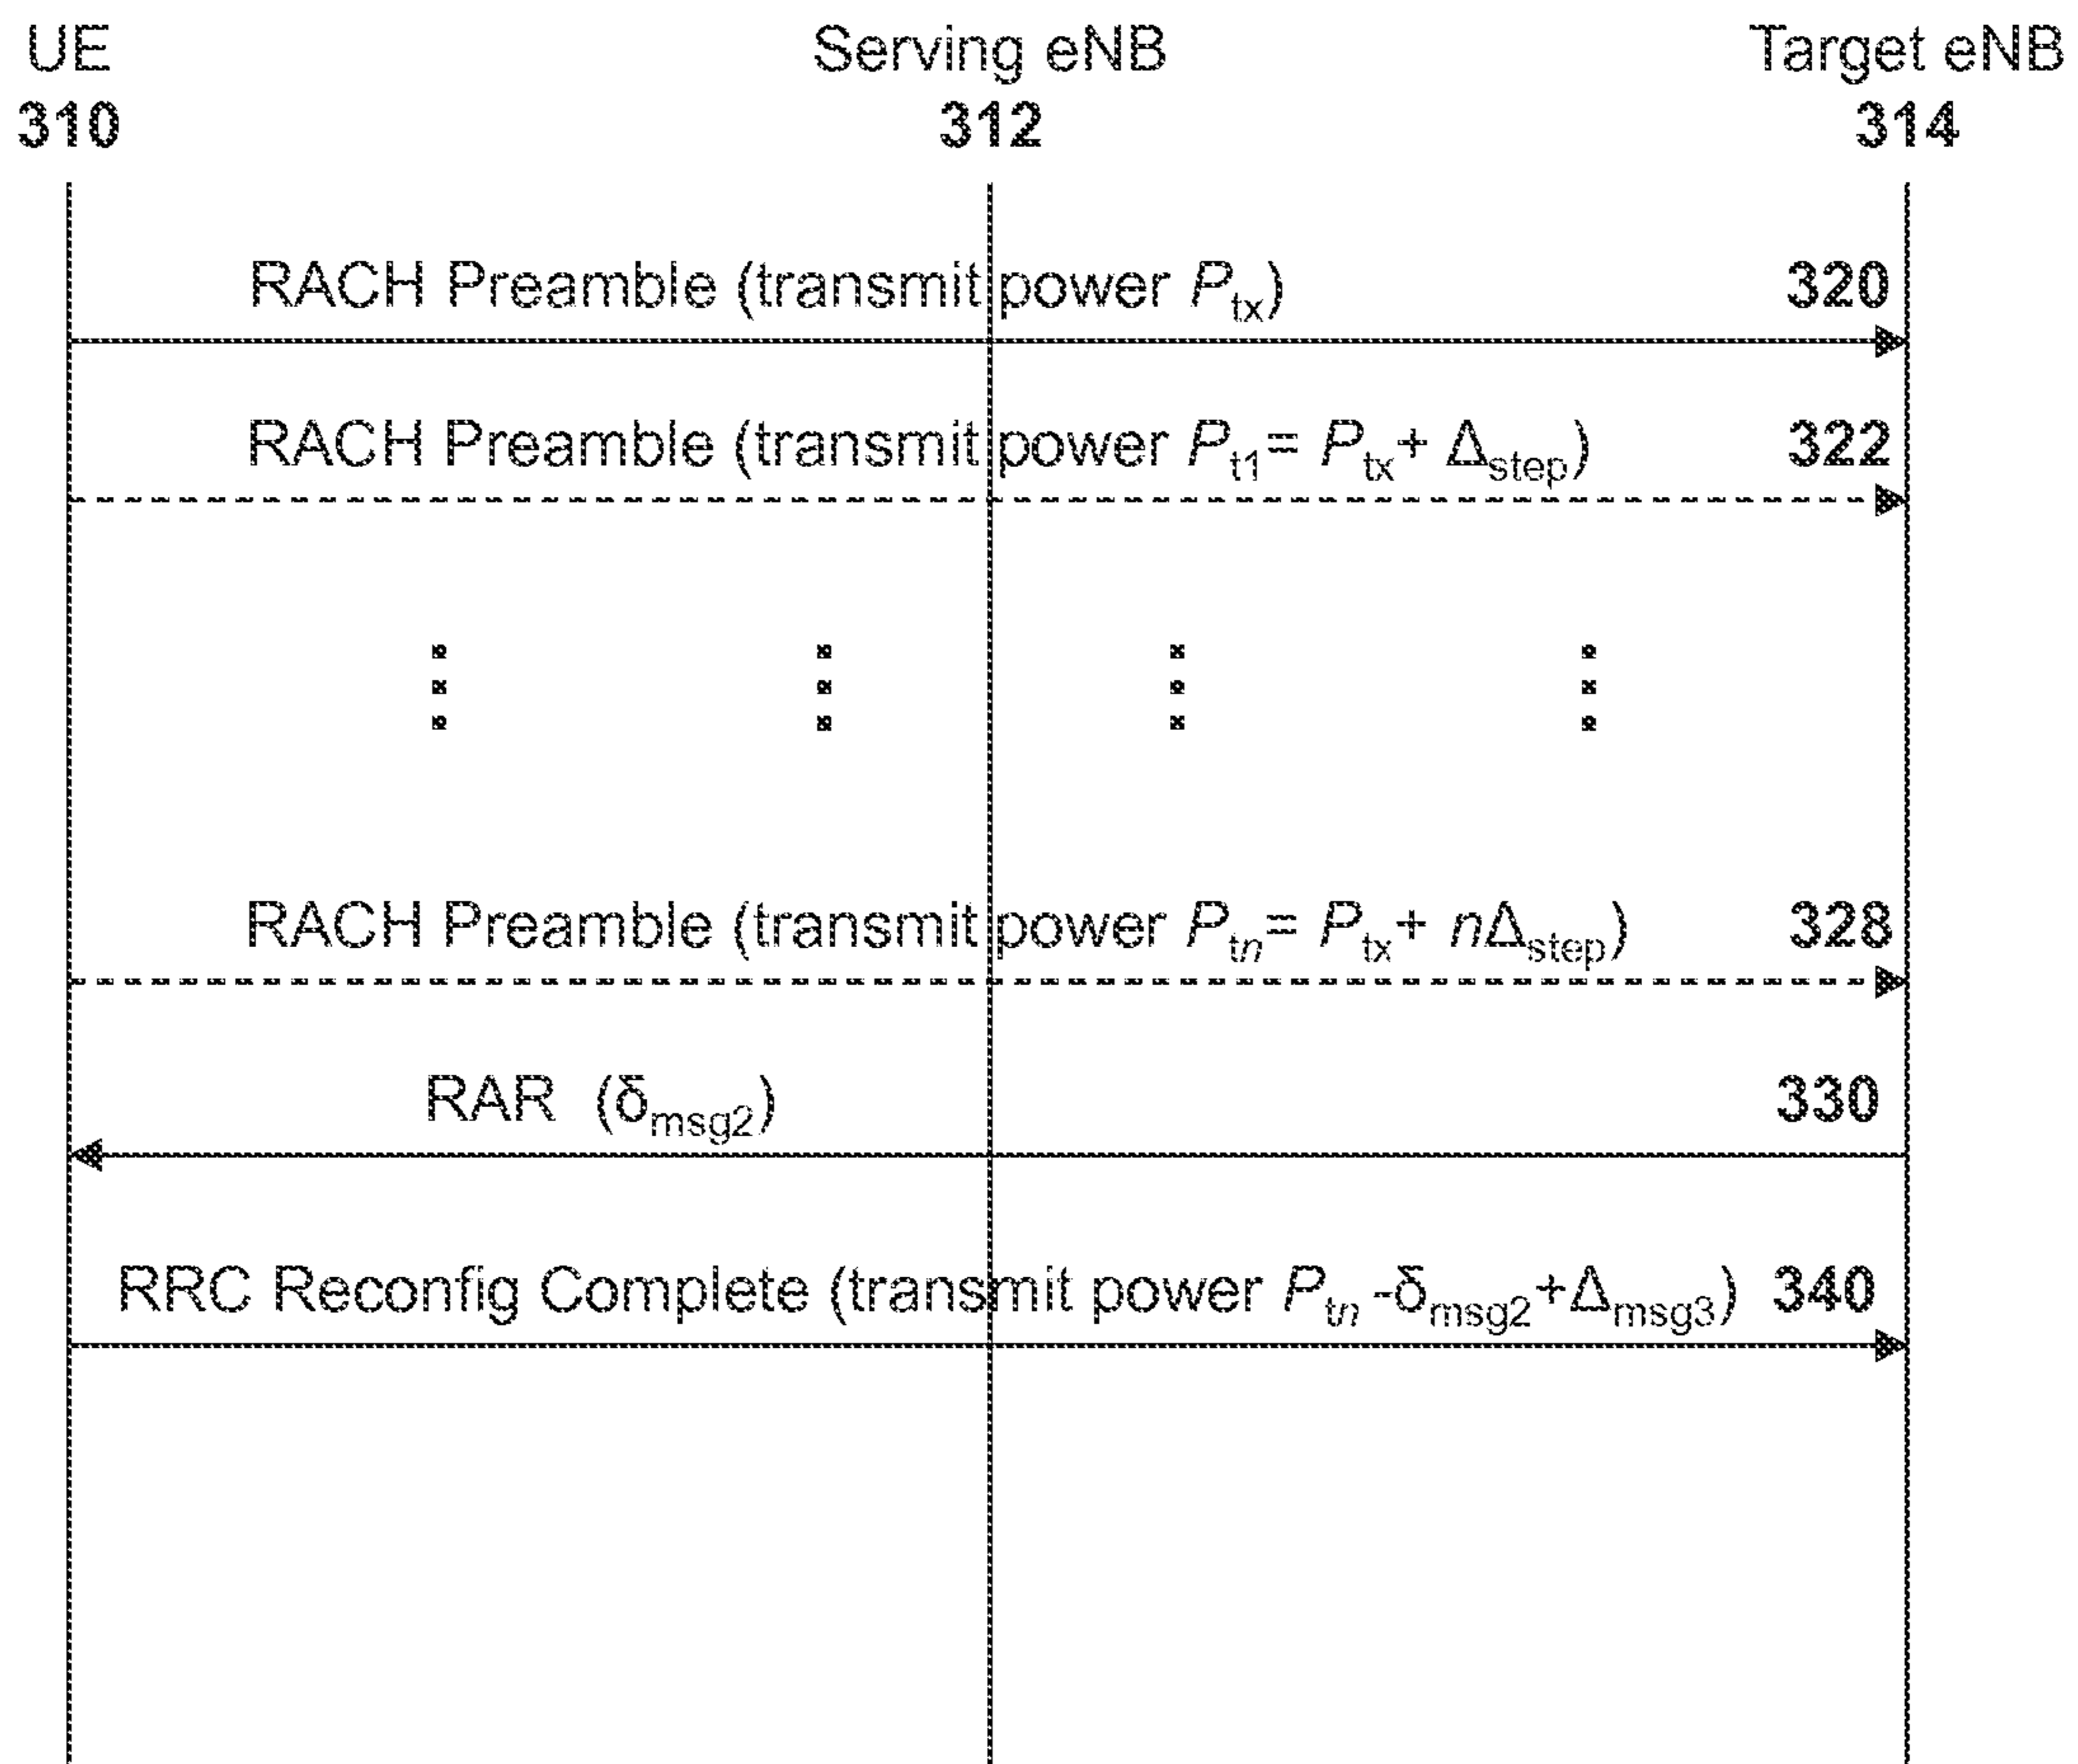 UE Serving eNB Target eNB
310 312 314
RACH Preamble (transmit power Ptx) 320
RACH Preamble (transmit power Pt1= Ptx+ Δstep) 322
RACH Preamble (transmit power Ptn= Ptx+ nΔstep) 328
RAR (δmsg2) 330
RRC Reconfig Complete (transmit power Ptn -δmsg2+Δmsg3) 340